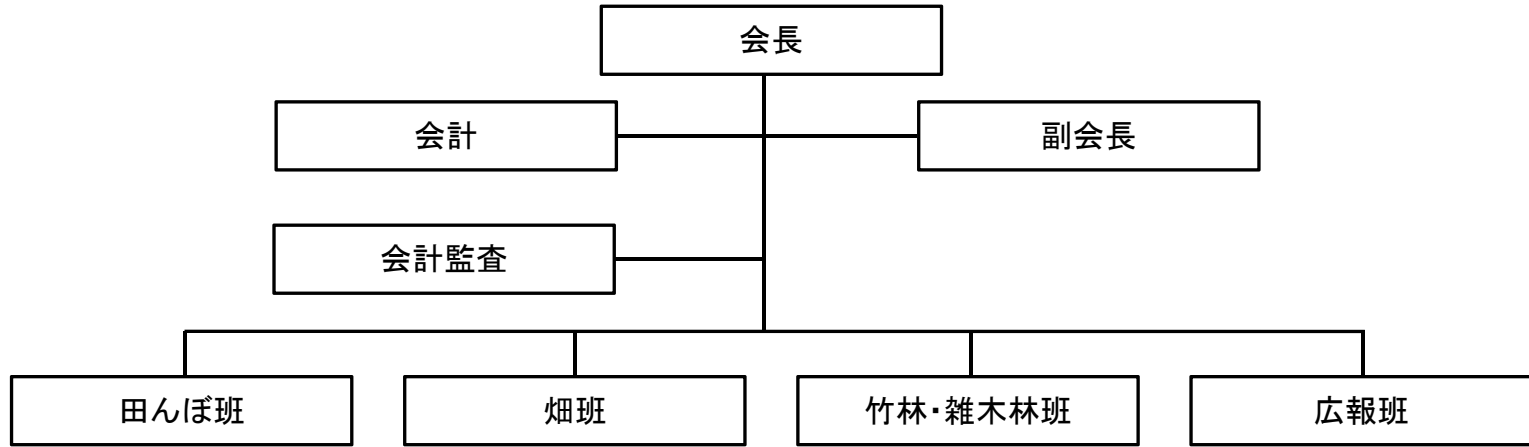 会長
会計
副会長
会計監査
田んぼ班
畑班
竹林・雑木林班
広報班